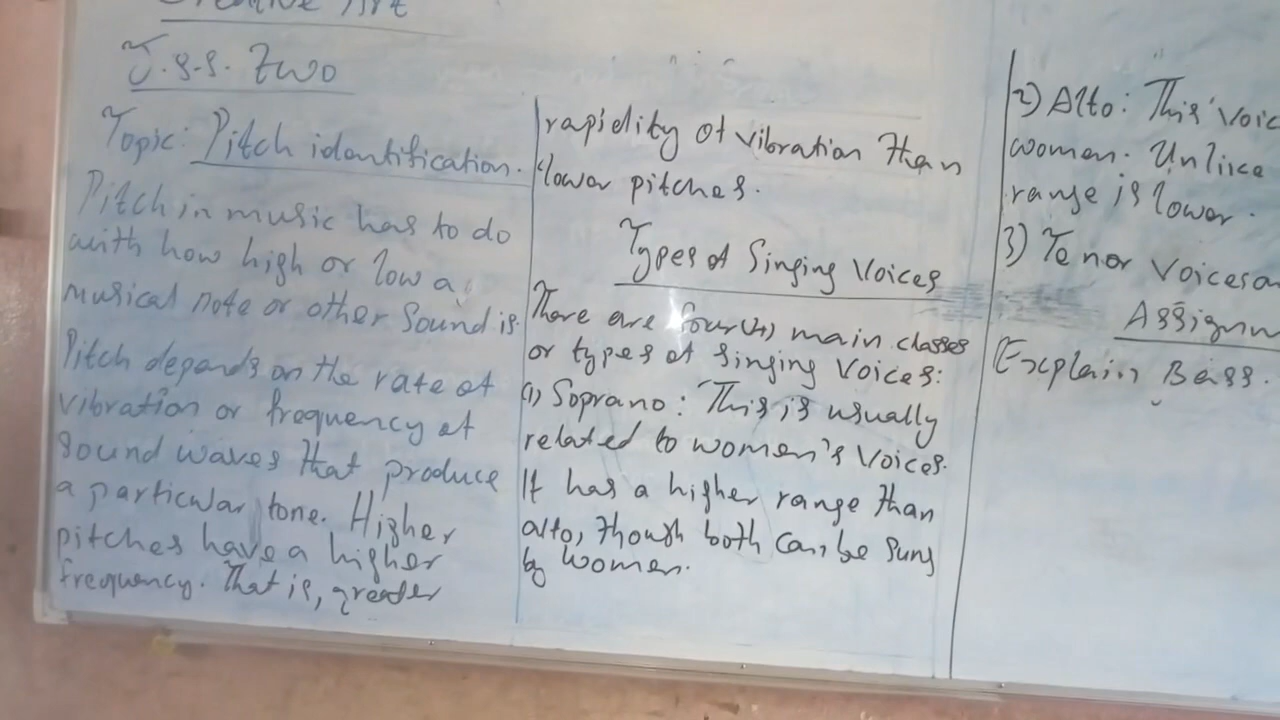 Creative Art
J.S.S. Two
Topic: Pitch identification.
Pitch in music has to do
with how high or low a
musical note or other sound is.
Pitch depends on the rate of
vibration or frequency of
sound waves that produce
a particular tone. Higher
pitches have a higher
frequency. That is, greater
rapidity of vibration than
lower pitches.
Types of Singing Voices
There are four(4) main classes
or types of singing voices:
(1) Soprano: This is usually
related to women's voices.
It has a higher range than
alto, though both can be sung
by women.
2) Alto: This voic
women. Unlike
range is lower.
3) Tenor Voices
Assignm
Explain Bass.